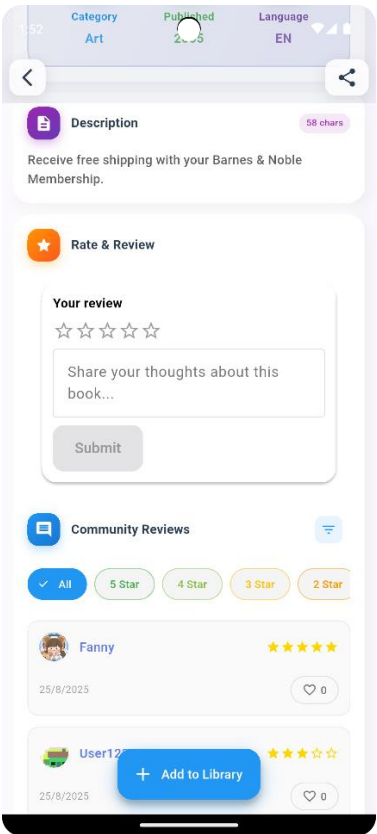 1:52
Category
Published
Language
Art
EN
Description
58 chars
Receive free shipping with your Barnes & Noble
Membership.
Rate & Review
Your review
Share your thoughts about this
book...
Submit
Community Reviews
All
5 Star
4 Star
3 Star
2 Star
Fanny
25/8/2025
0
Add to Library
25/8/2025
0